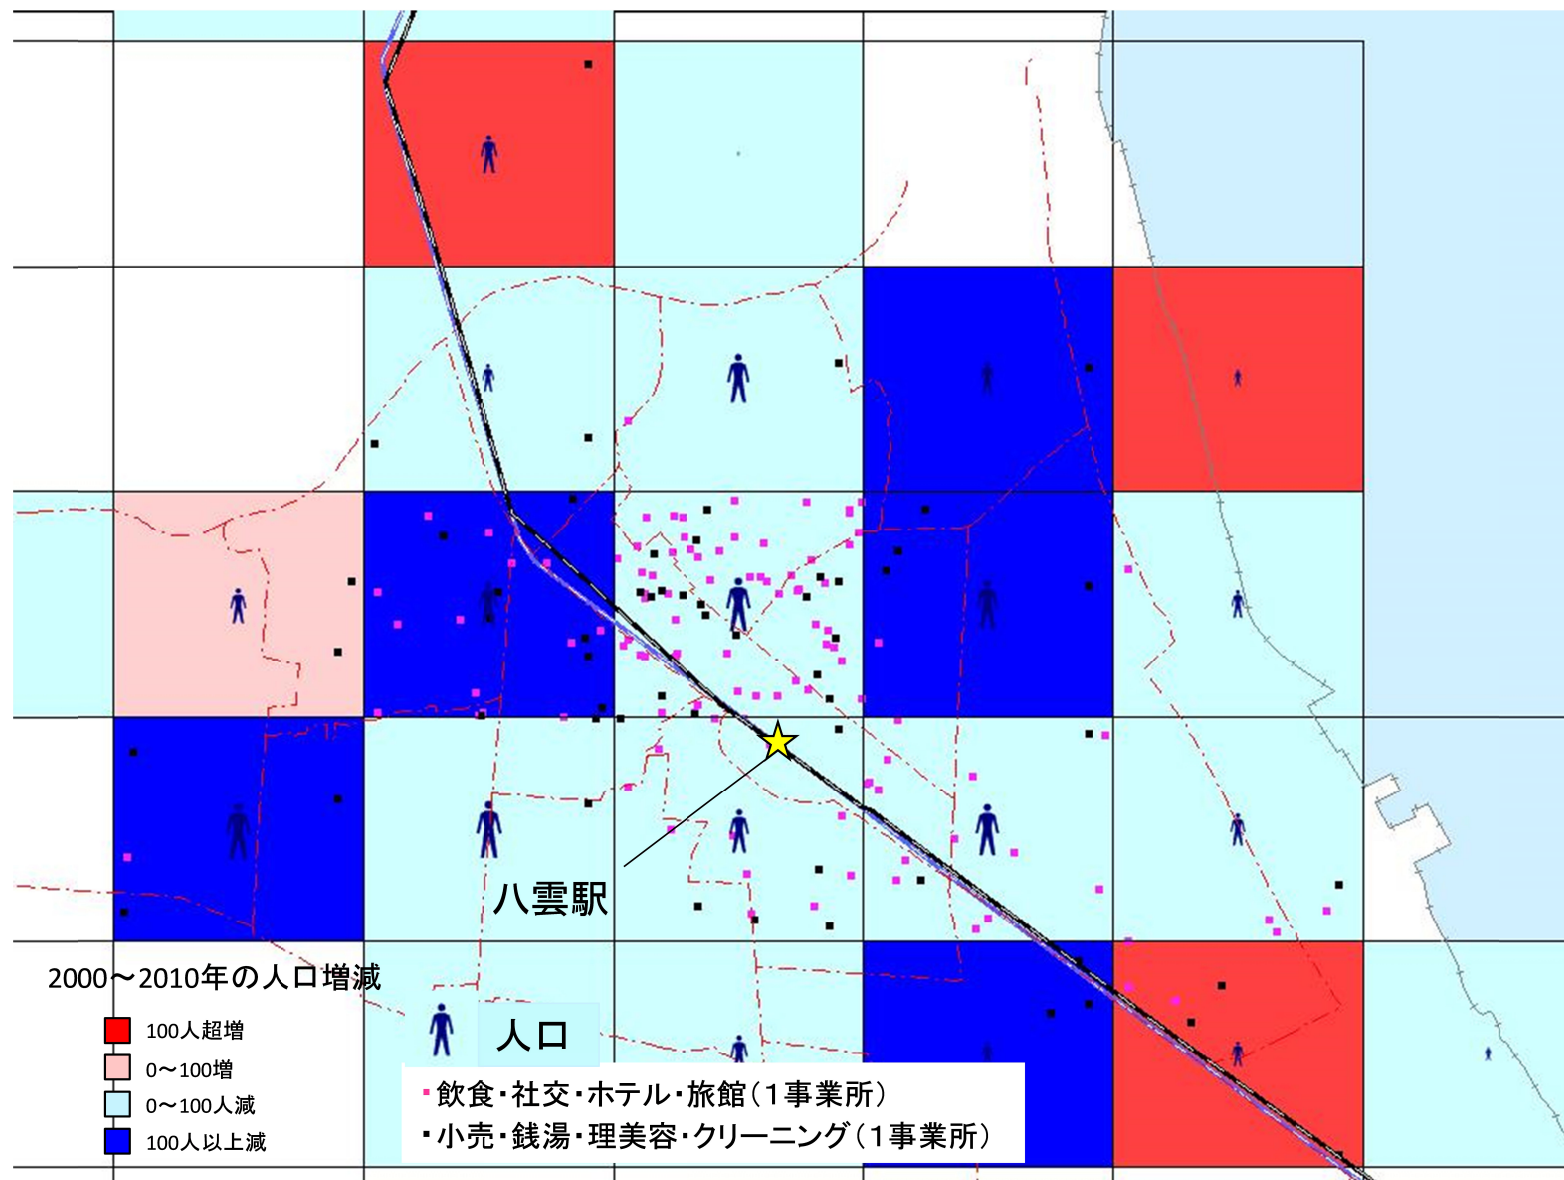 八雲駅
2000～2010年の人口増減
100人超増
0～100増
0～100人減
100人以上減
人口
飲食・社交・ホテル・旅館（１事業所）
小売・銭湯・理美容・クリーニング（１事業所）